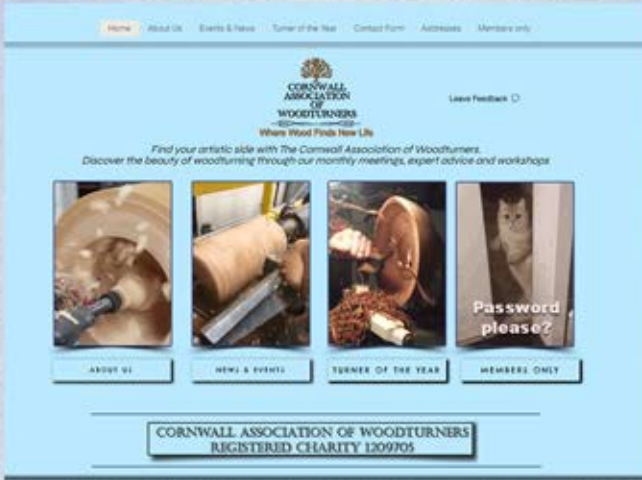 Home About Us Events & News Turner of the Year Contact Form Addresses Members only
CORNWALL
ASSOCIATION
OF
WOODTURNERS
Where Wood Finds New Life
Leave Feedback
Find your artistic side with The Cornwall Association of Woodturners.
Discover the beauty of woodturning through our monthly meetings, expert advice and workshops
Password
please?
ABOUT US NEWS & EVENTS TURNER OF THE YEAR MEMBERS ONLY
CORNWALL ASSOCIATION OF WOODTURNERS
REGISTERED CHARITY 1209705